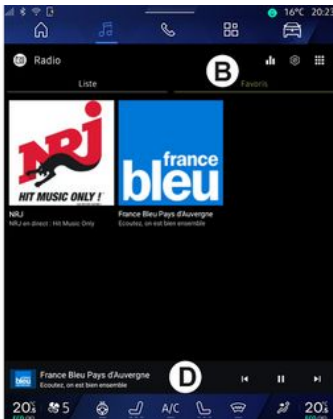 16°C 20:23
Radio
B
Liste
Favoris
NRJ
HIT MUSIC ONLY !
france
bleu
NRJ
NRJ en direct : Hit Music Only
France Bleu Pays d'Auvergne
Ecoutez, on est bien ensemble
bleu
France Bleu Pays d'Auvergne
Ecoutez, on est bien ensemble
D
20 5 A/C 20